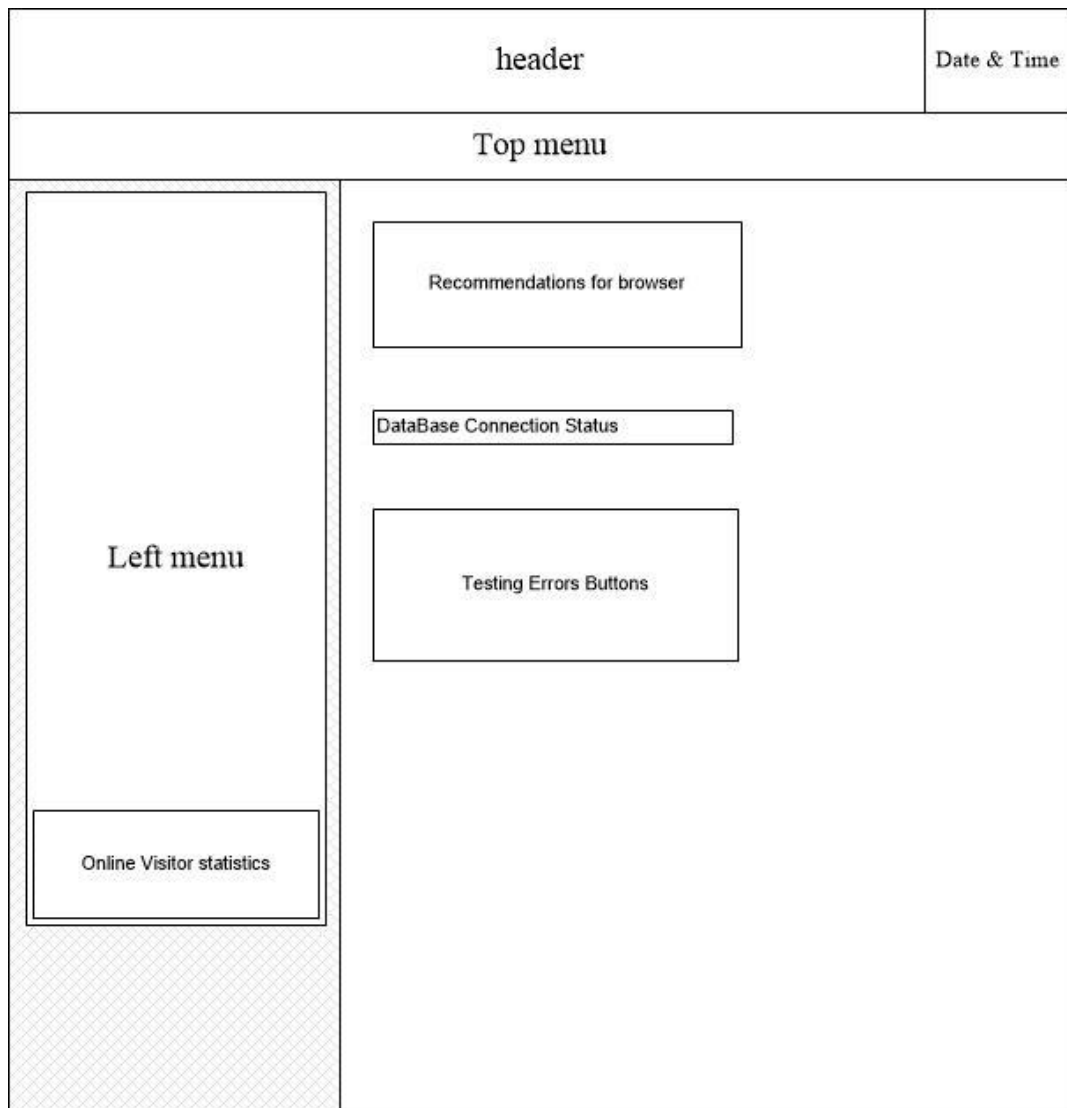 header
Date & Time
Top menu
Recommendations for browser
DataBase Connection Status
Left menu
Testing Errors Buttons
Online Visitor statistics